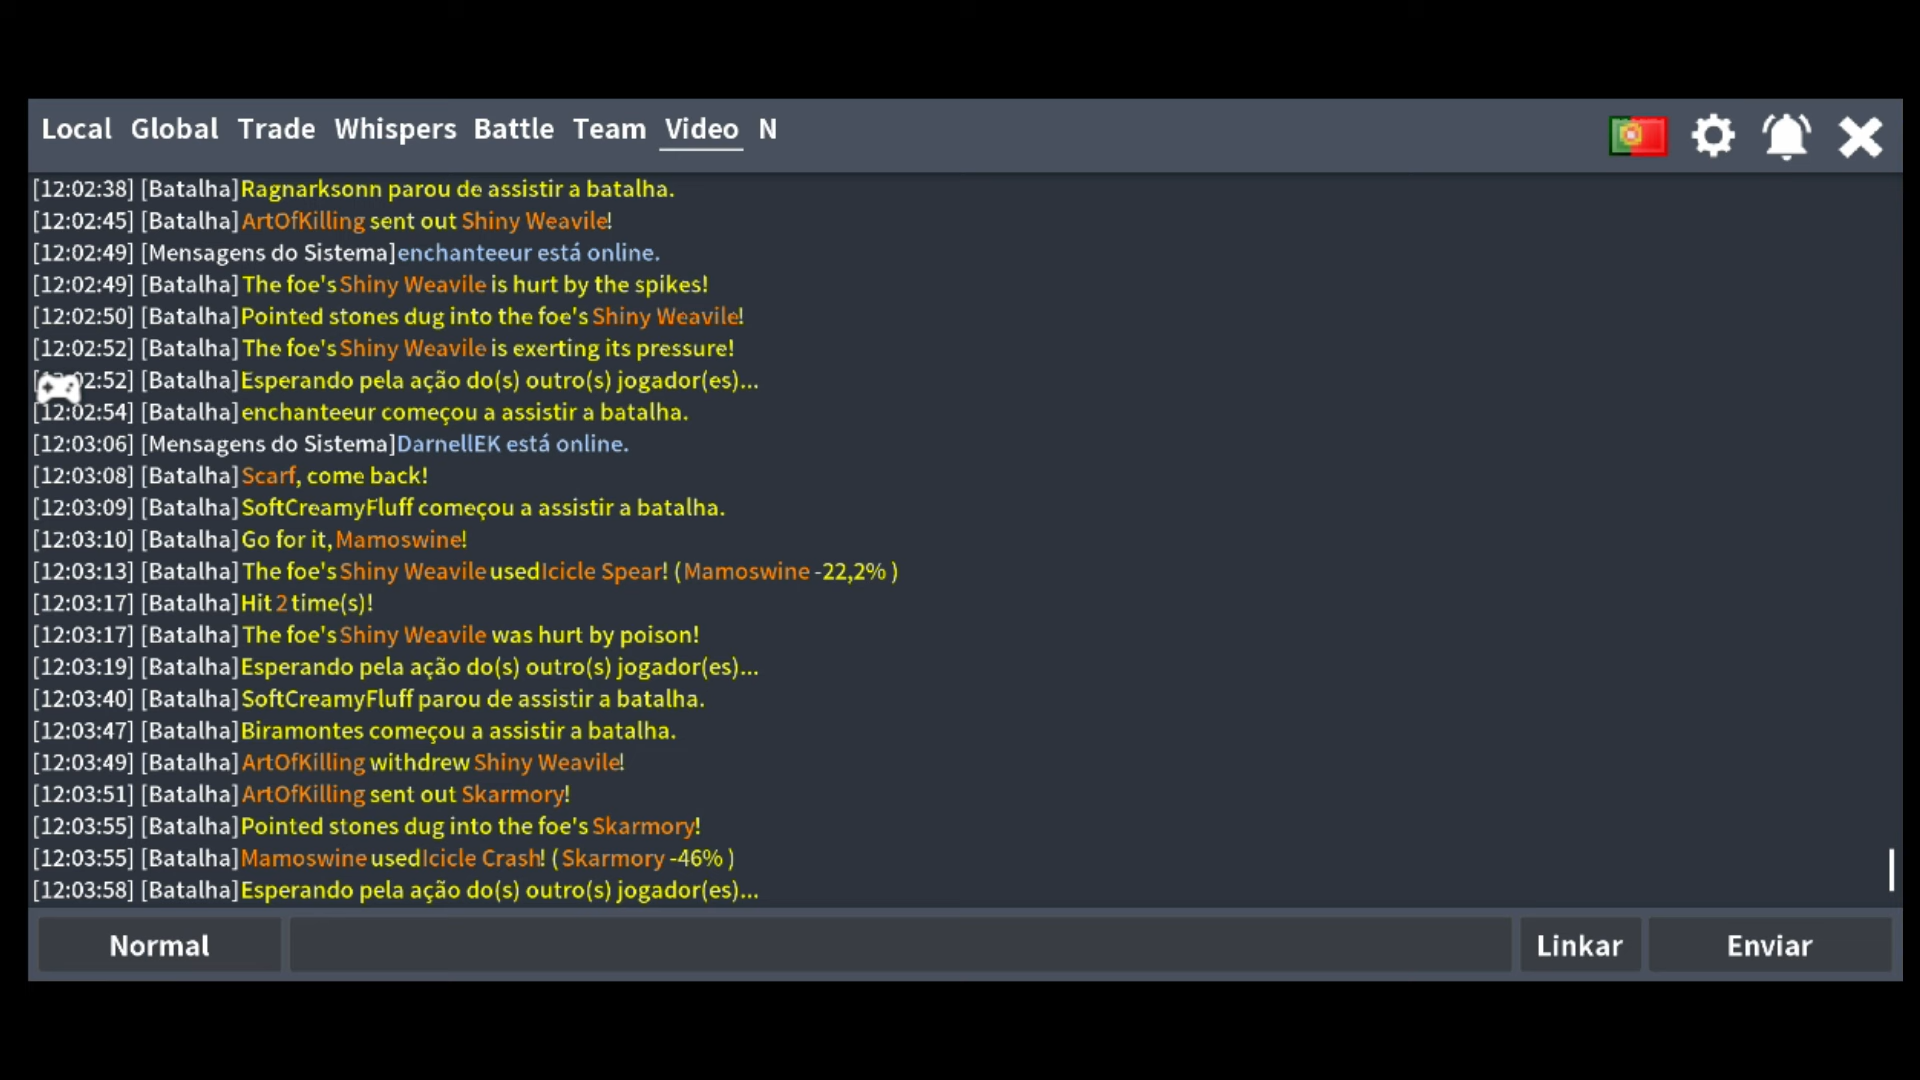 Local Global Trade Whispers Battle Team Video N
[12:02:38] [Batalha]Ragnarksonn parou de assistir a batalha.
[12:02:45] [Batalha]ArtOfKilling sent out Shiny Weavile!
[12:02:49] [Mensagens do Sistema]enchanteeur está online.
[12:02:49] [Batalha]The foe's Shiny Weavile is hurt by the spikes!
[12:02:50] [Batalha]Pointed stones dug into the foe's Shiny Weavile!
[12:02:52] [Batalha]The foe's Shiny Weavile is exerting its pressure!
02:52] [Batalha]Esperando pela ação do(s) outro(s) jogador(es)...
[12:02:54] [Batalha]enchanteeur começou a assistir a batalha.
[12:03:06] [Mensagens do Sistema]DarnellEK está online.
[12:03:08] [Batalha]Scarf, come back!
[12:03:09] [Batalha]SoftCreamyFluff começou a assistir a batalha.
[12:03:10] [Batalha]Go for it, Mamoswine!
[12:03:13] [Batalha]The foe's Shiny Weavile used Icicle Spear! ( Mamoswine -22,2% )
[12:03:17] [Batalha]Hit 2 time(s)!
[12:03:17] [Batalha]The foe's Shiny Weavile was hurt by poison!
[12:03:19] [Batalha]Esperando pela ação do(s) outro(s) jogador(es)...
[12:03:40] [Batalha]SoftCreamyFluff parou de assistir a batalha.
[12:03:47] [Batalha]Biramontes começou a assistir a batalha.
[12:03:49] [Batalha]ArtOfKilling withdrew Shiny Weavile!
[12:03:51] [Batalha]ArtOfKilling sent out Skarmory!
[12:03:55] [Batalha]Pointed stones dug into the foe's Skarmory!
[12:03:55] [Batalha]Mamoswine used Icicle Crash! ( Skarmory -46% )
[12:03:58] [Batalha]Esperando pela ação do(s) outro(s) jogador(es)...
Normal Linkar Enviar